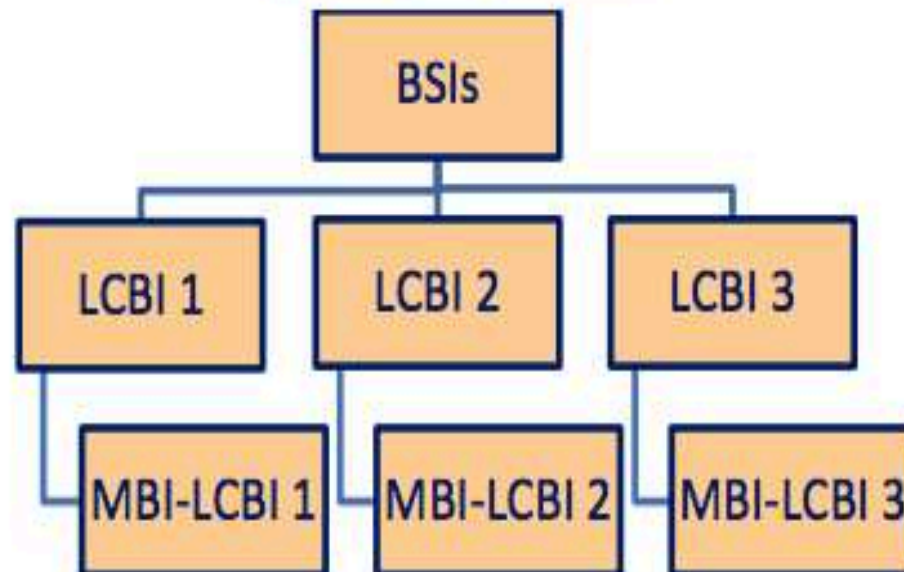 BSIs
LCBI 1
LCBI 2
LCBI 3
MBI-LCBI 1
MBI-LCBI 2
MBI-LCBI 3